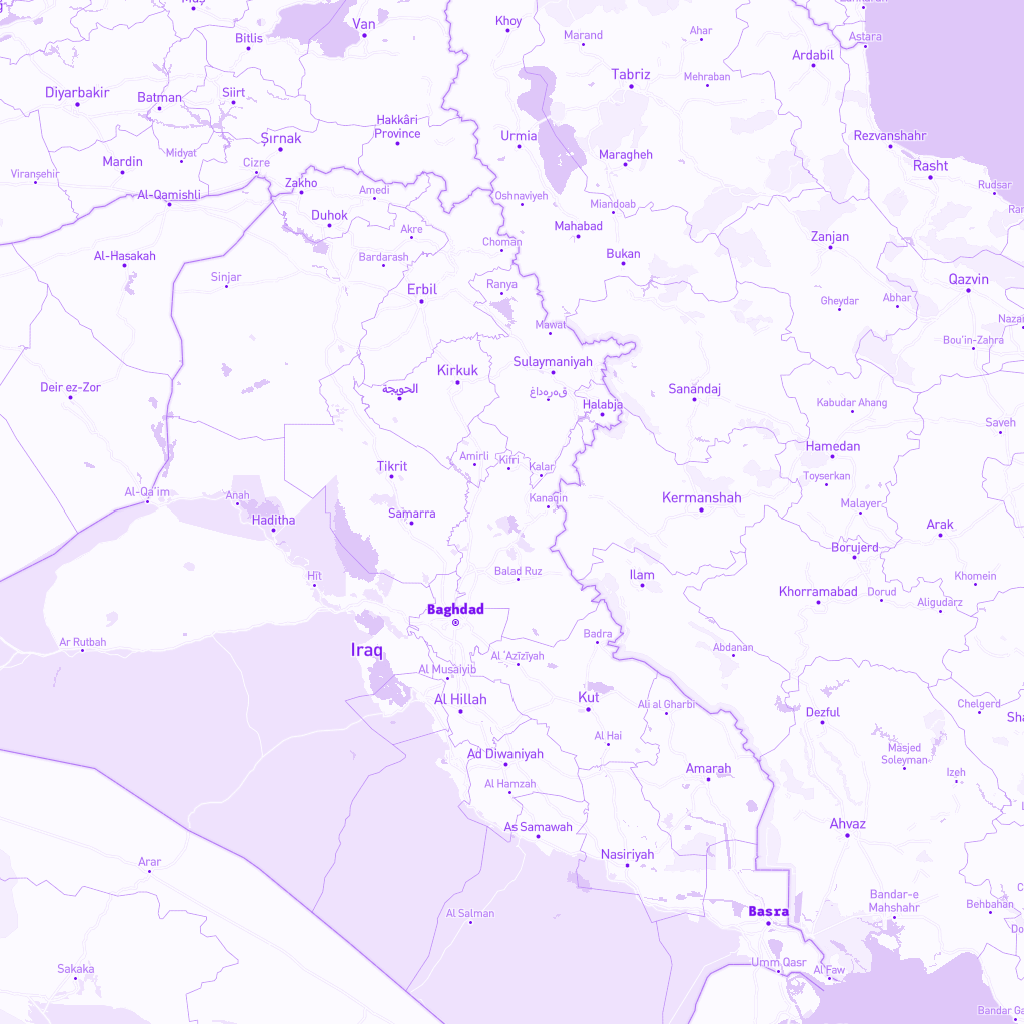 Muş
Van
Khoy
Marand
Ahar
Astara
Bitlis
Ardabil
Tabriz
Mehraban
Diyarbakir
Batman
Siirt
Hakkâri
Province
Şırnak
Urmia
Rezvanshahr
Midyat
Maragheh
Mardin
Cizre
Rasht
Viranşehir
Zakho
Amedi
Oshnaviyeh
Rudsar
Al-Qamishli
Miandoab
Duhok
Akre
Mahabad
Choman
Zanjan
Al-Hasakah
Bardarash
Bukan
Sinjar
Ranya
Erbil
Qazvin
Gheydar
Abhar
Mawat
Bou'in-Zahra
Sulaymaniyah
Kirkuk
Deir ez-Zor
الحويجه
قەرەداغ
Sanandaj
Halabja
Kabudar Ahang
Saveh
Hamedan
Amirli
Kifri
Kalar
Tikrit
Toyserkan
Al-Qa'im
Anah
Kanaqin
Kermanshah
Malayer
Haditha
Samarra
Arak
Borujerd
Hīt
Balad Ruz
Ilam
Khomein
Khorramabad
Dorud
Aligudarz
Baghdad
Ar Rutbah
Badra
Iraq
Al ʻAzīzīyah
Abdanan
Al Musaiyib
Al Hillah
Kut
Ali al Gharbi
Chelgerd
Dezful
Al Hai
Masjed
Soleyman
Ad Diwaniyah
Amarah
Izeh
Al Hamzah
As Samawah
Ahvaz
Nasiriyah
Arar
Bandar-e
Mahshahr
Behbahan
Al Salman
Basra
Sakaka
Umm Qasr
Al Faw